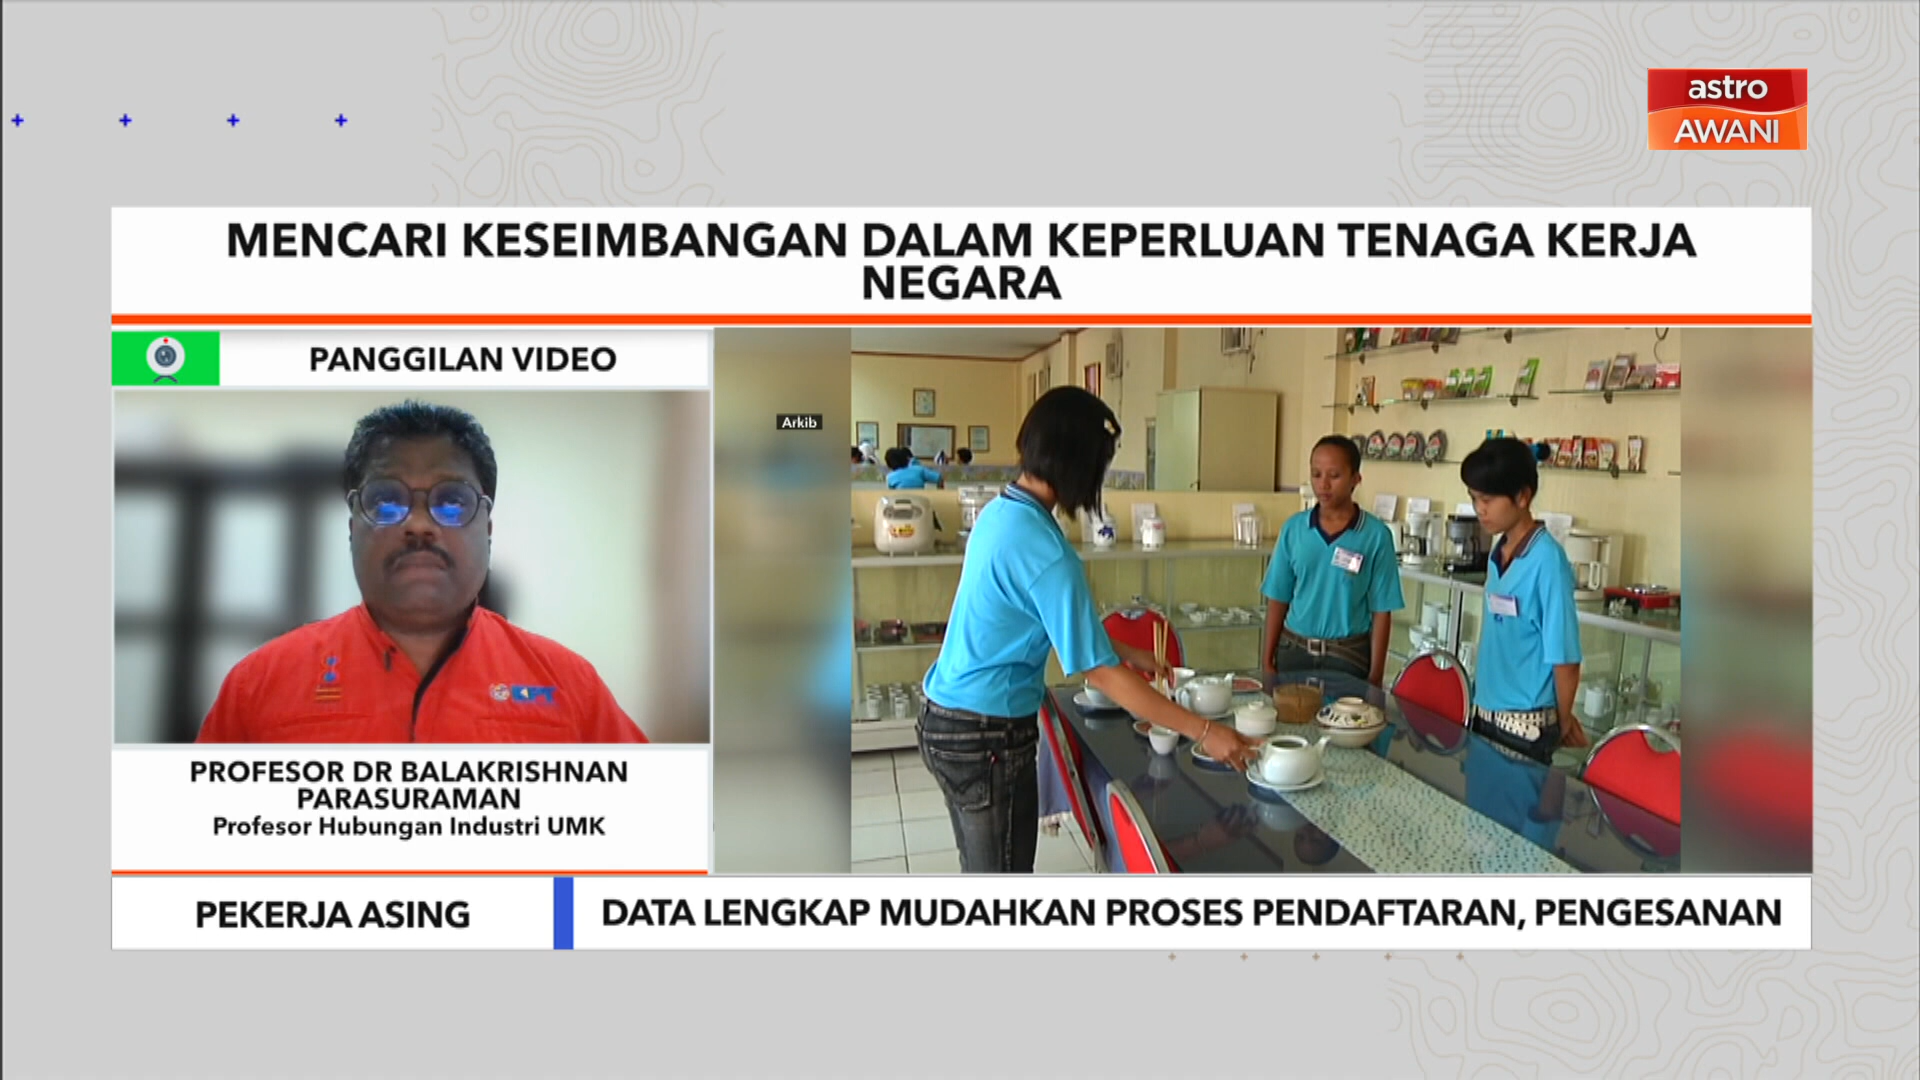 astro
AWANI
MENCARI KESEIMBANGAN DALAM KEPERLUAN TENAGA KERJA
NEGARA
PANGGILAN VIDEO
Arkib
PROFESOR DR BALAKRISHNAN
PARASURAMAN
Profesor Hubungan Industri UMK
PEKERJA ASING
DATA LENGKAP MUDAHKAN PROSES PENDAFTARAN, PENGESANAN